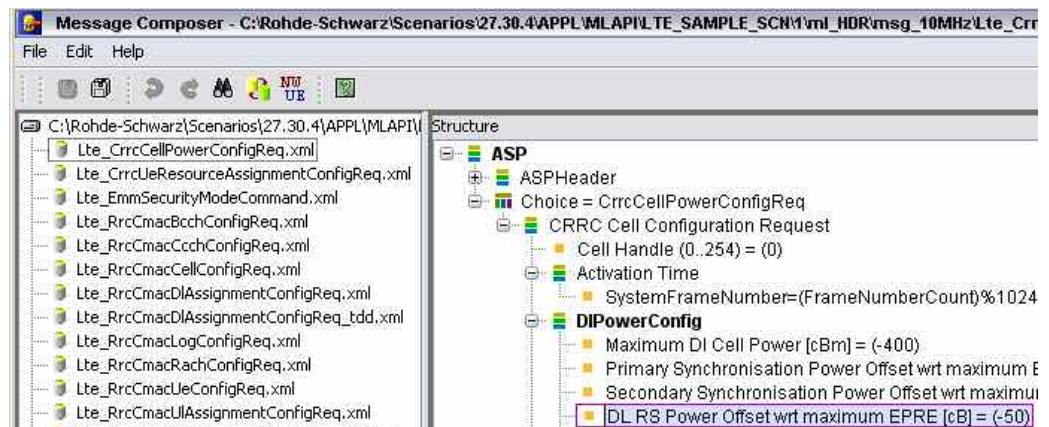 Message Composer - C:\Rohde-Schwarz\Scenarios\27.30.4\APPL\MLAPI\LTE_SAMPLE_SCN\1\ml_HDR\msg_10MHz\Lte_Crr
File Edit Help
NW
UE
C:\Rohde-Schwarz\Scenarios\27.30.4\APPL\MLAPI\
Lte_CrrcCellPowerConfigReq.xml
Lte_CrrcUeResourceAssignmentConfigReq.xml
Lte_EmmSecurityModeCommand.xml
Lte_RrcCmacBcchConfigReq.xml
Lte_RrcCmacCcchConfigReq.xml
Lte_RrcCmacCellConfigReq.xml
Lte_RrcCmacDlAssignmentConfigReq.xml
Lte_RrcCmacDlAssignmentConfigReq_tdd.xml
Lte_RrcCmacLogConfigReq.xml
Lte_RrcCmacRachConfigReq.xml
Lte_RrcCmacUeConfigReq.xml
Lte_RrcCmacUlAssignmentConfigReq.xml
Structure
ASP
ASPHeader
Choice = CrrcCellPowerConfigReq
CRRC Cell Configuration Request
Cell Handle (0..254) = (0)
Activation Time
SystemFrameNumber=(FrameNumberCount)%1024
DlPowerConfig
Maximum Dl Cell Power [cBm] = (-400)
Primary Synchronisation Power Offset wrt maximum E
Secondary Synchronisation Power Offset wrt maximu
DL RS Power Offset wrt maximum EPRE [cB] = (-50)